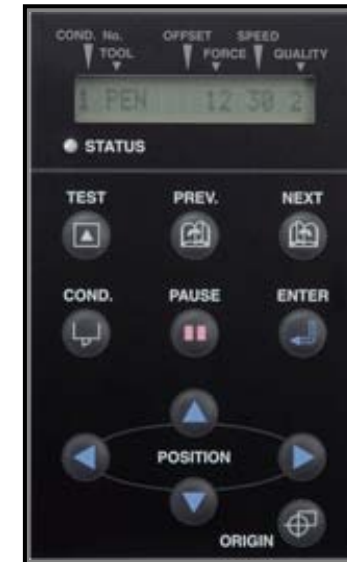 COND. No. OFFSET SPEED
TOOL FORCE QUALITY
1 PEN 12 30 2
STATUS
TEST PREV. NEXT
COND. PAUSE ENTER
POSITION
ORIGIN